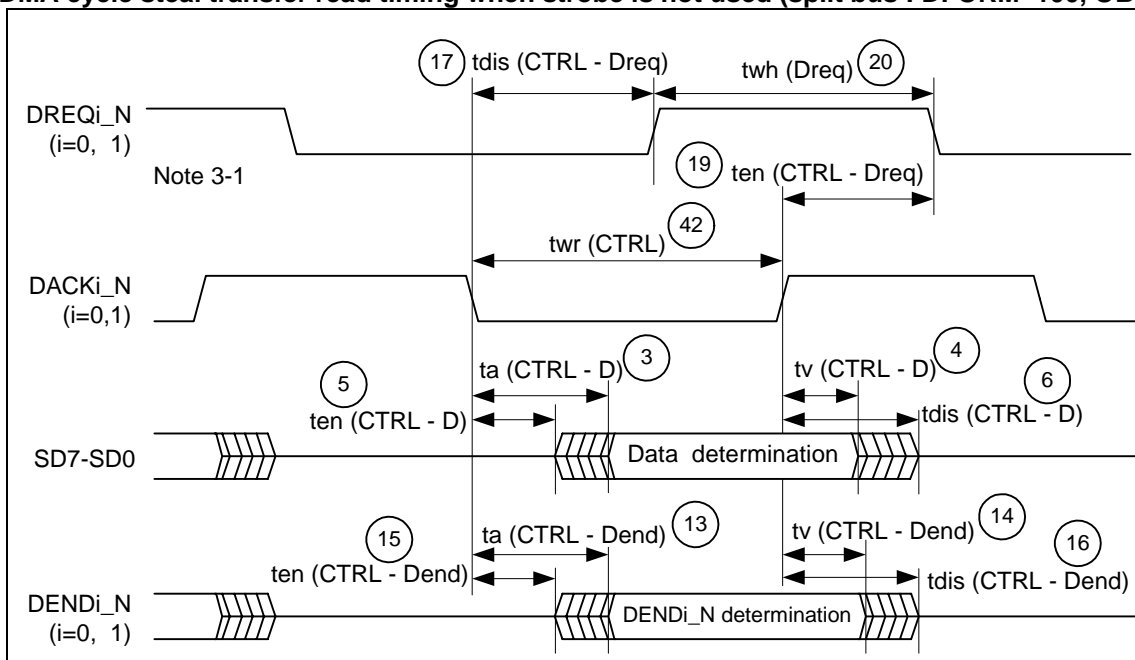 DMA cycle steal transfer read timing when strobe is not used (split bus : DFORM=100, OB
17 tdis (CTRL - Dreq)
twh (Dreq) 20
DREQi_N
(i=0, 1)
Note 3-1
19 ten (CTRL - Dreq)
twr (CTRL) 42
DACKi_N
(i=0,1)
ta (CTRL - D) 3
tv (CTRL - D) 4
5
ten (CTRL - D)
6
tdis (CTRL - D)
SD7-SD0
Data determination
ta (CTRL - Dend) 13
tv (CTRL - Dend) 14
15
ten (CTRL - Dend)
16
tdis (CTRL - Dend)
DENDi_N
(i=0, 1)
DENDi_N determination